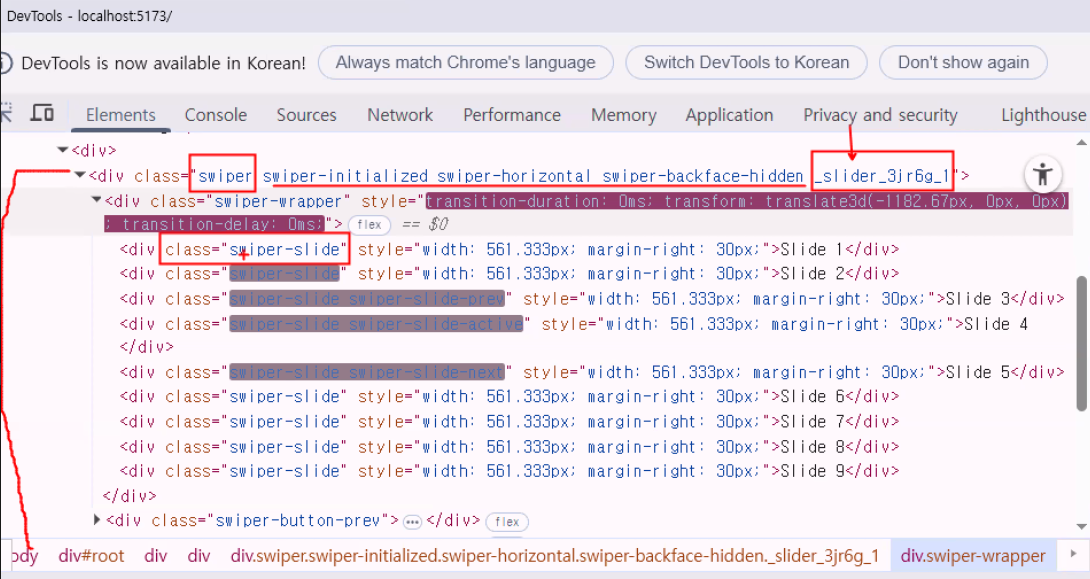 DevTools - localhost:5173/
DevTools is now available in Korean! Always match Chrome's language Switch DevTools to Korean Don't show again
Elements Console Sources Network Performance Memory Application Privacy and security Lighthouse
<div>
<div class="swiper swiper-initialized swiper-horizontal swiper-backface-hidden _slider_3jr6g_1">
<div class="swiper-wrapper" style="transition-duration: 0ms; transform: translate3d(-1182.67px, 0px, 0px)
; transition-delay: 0ms;"> flex == $0
<div class="swiper-slide" style="width: 561.333px; margin-right: 30px;">Slide 1</div>
<div class="swiper-slide" style="width: 561.333px; margin-right: 30px;">Slide 2</div>
<div class="swiper-slide swiper-slide-prev" style="width: 561.333px; margin-right: 30px;">Slide 3</div>
<div class="swiper-slide swiper-slide-active" style="width: 561.333px; margin-right: 30px;">Slide 4
</div>
<div class="swiper-slide swiper-slide-next" style="width: 561.333px; margin-right: 30px;">Slide 5</div>
<div class="swiper-slide" style="width: 561.333px; margin-right: 30px;">Slide 6</div>
<div class="swiper-slide" style="width: 561.333px; margin-right: 30px;">Slide 7</div>
<div class="swiper-slide" style="width: 561.333px; margin-right: 30px;">Slide 8</div>
<div class="swiper-slide" style="width: 561.333px; margin-right: 30px;">Slide 9</div>
</div>
<div class="swiper-button-prev">…</div> flex
ody div#root div div div.swiper.swiper-initialized.swiper-horizontal.swiper-backface-hidden._slider_3jr6g_1 div.swiper-wrapper